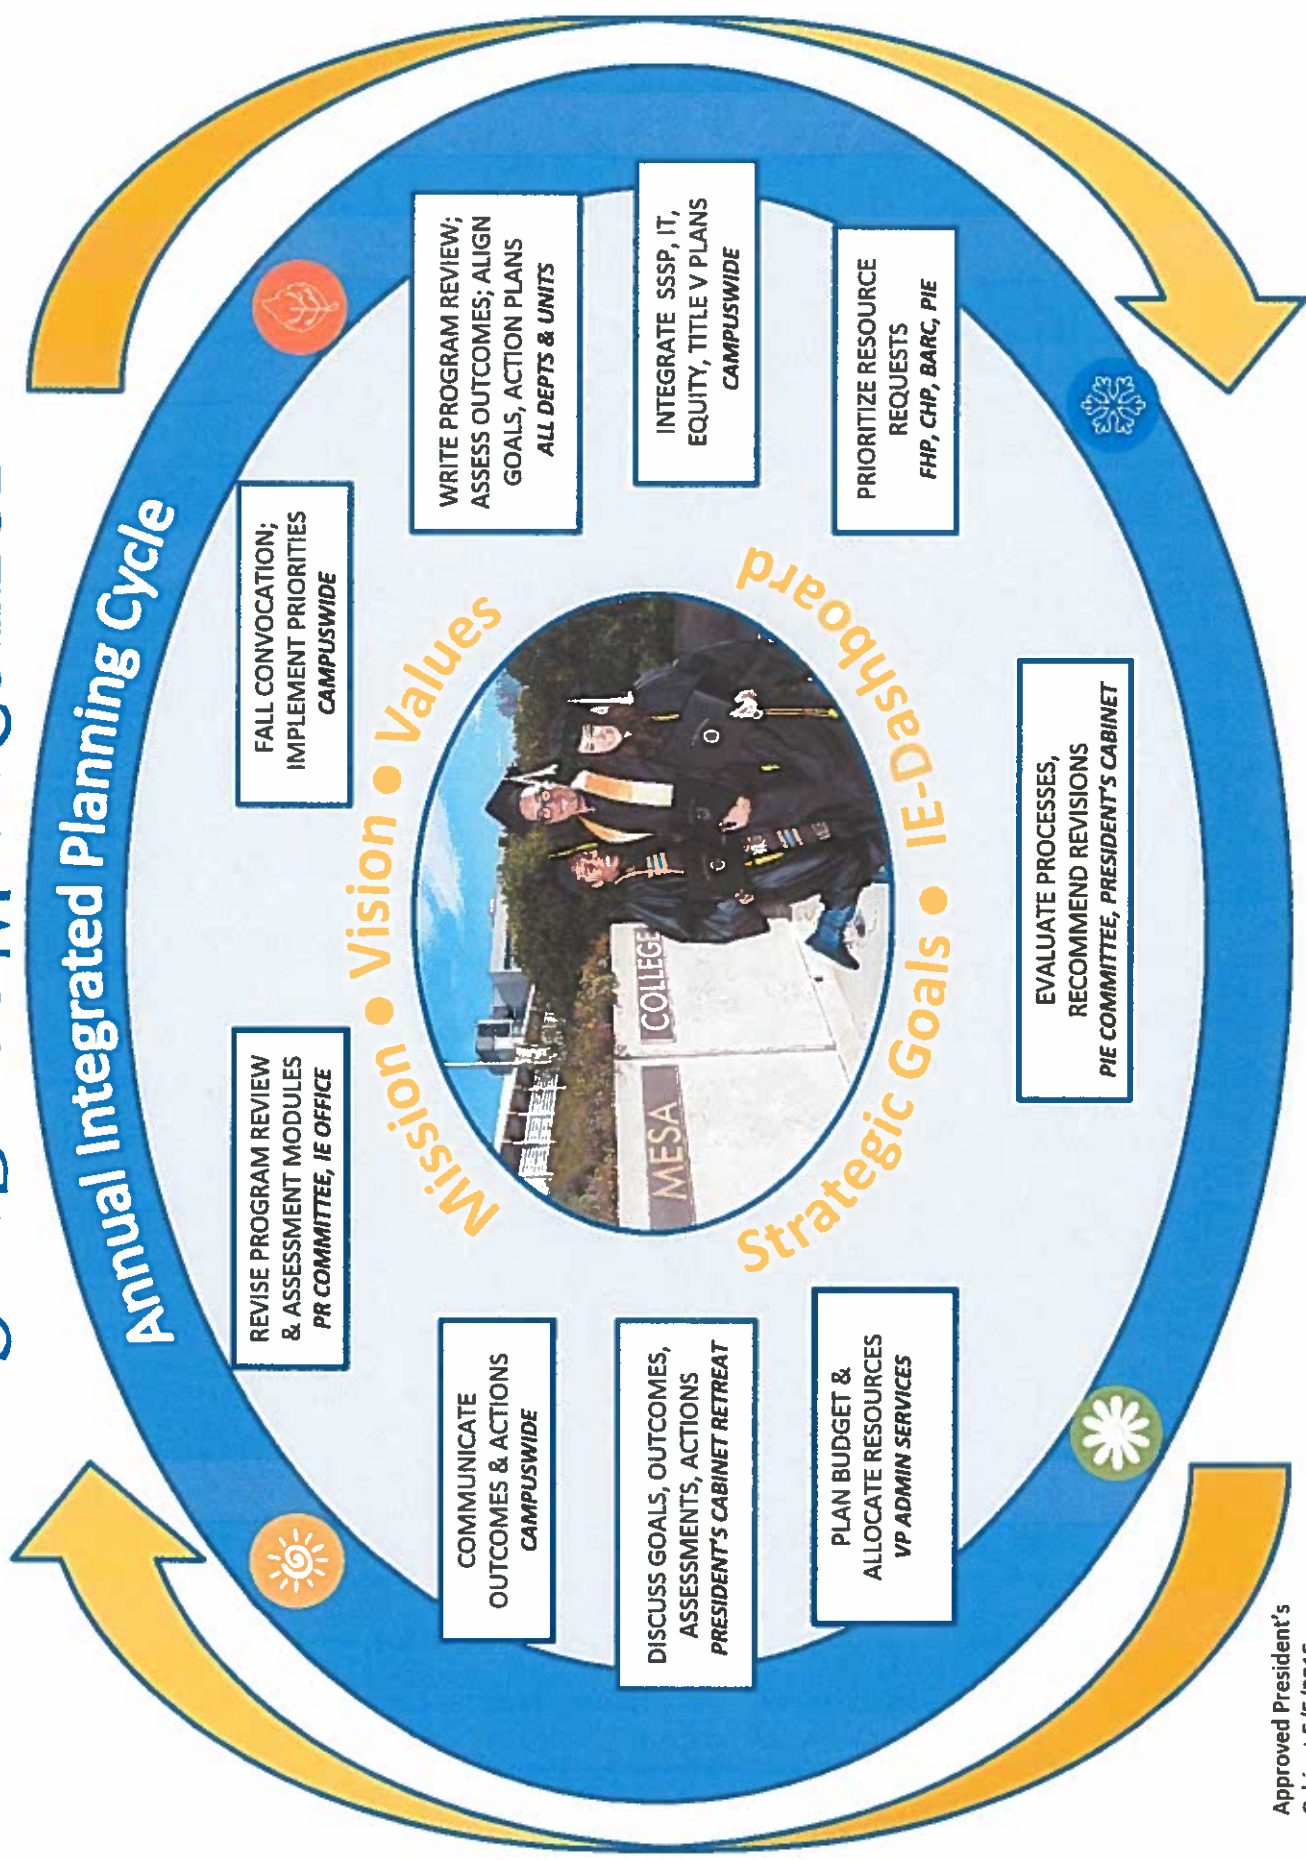 Annual Integrated Planning Cycle
FALL CONVOCATION;
IMPLEMENT PRIORITIES
CAMPUSWIDE
WRITE PROGRAM REVIEW;
ASSESS OUTCOMES; ALIGN
GOALS, ACTION PLANS
ALL DEPTS & UNITS
INTEGRATE SSSP, IT,
EQUITY, TITLE V PLANS
CAMPUSWIDE
PRIORITIZE RESOURCE
REQUESTS
FHP, CHP, BARC, PIE
EVALUATE PROCESSES,
RECOMMEND REVISIONS
PIE COMMITTEE, PRESIDENT'S CABINET
PLAN BUDGET &
ALLOCATE RESOURCES
VP ADMIN SERVICES
DISCUSS GOALS, OUTCOMES,
ASSESSMENTS, ACTIONS
PRESIDENT'S CABINET RETREAT
COMMUNICATE
OUTCOMES & ACTIONS
CAMPUSWIDE
REVISE PROGRAM REVIEW
& ASSESSMENT MODULES
PR COMMITTEE, IE OFFICE
Mission • Vision • Values
MESA COLLEGE
Strategic Goals • IE-Dashboard
Approved President's